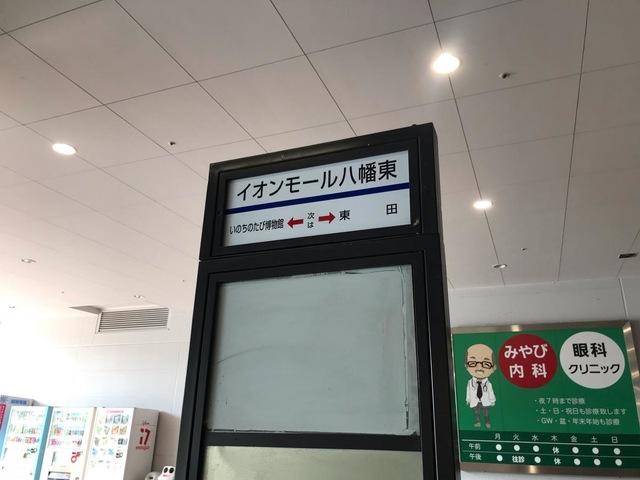 イオンモール八幡東
いのちのたび博物館 ← 次は → 東 田
みやび
内科
眼科
クリニック
・夜7時まで診療
・土・日・祝日も診療致します
・GW・盆・年末年始も診療
月 火 水 木 金 土 日
午前 ● ● ● 休 ● ● ●
午後 ● 往診 ● 休 ● ● ●
i7